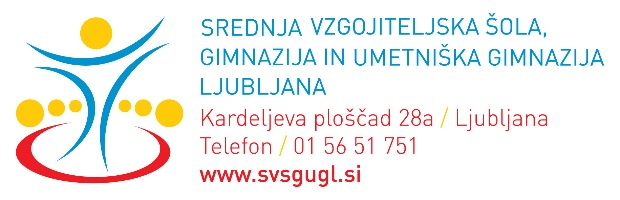 SREDNJA VZGOJITELJSKA ŠOLA,
GIMNAZIJA IN UMETNIŠKA GIMNAZIJA
LJUBLJANA
Kardeljeva ploščad 28a / Ljubljana
Telefon / 01 56 51 751
www.svsgugl.si